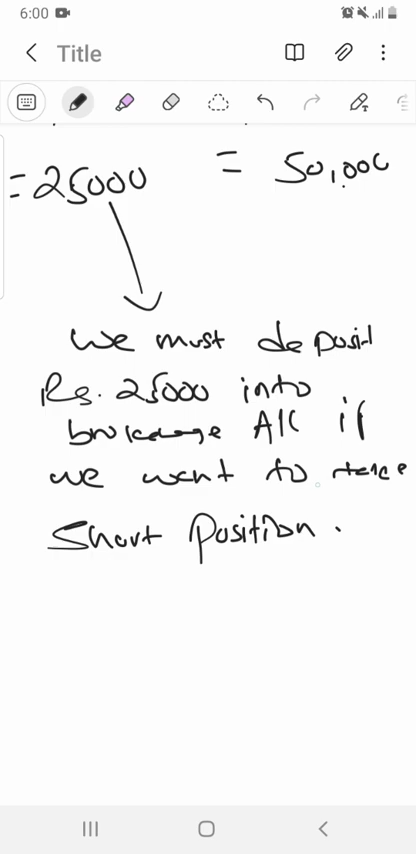 6:00
Title
=25000 = 50,000
we must deposit
Rs. 25000 into
brokerage A/C if
we want to take
Short position.